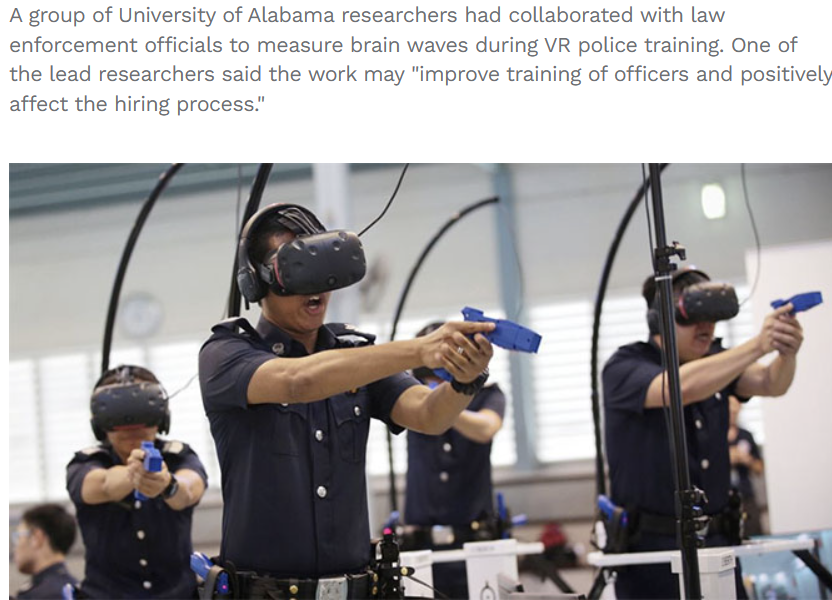 A group of University of Alabama researchers had collaborated with law
enforcement officials to measure brain waves during VR police training. One of
the lead researchers said the work may "improve training of officers and positively
affect the hiring process."